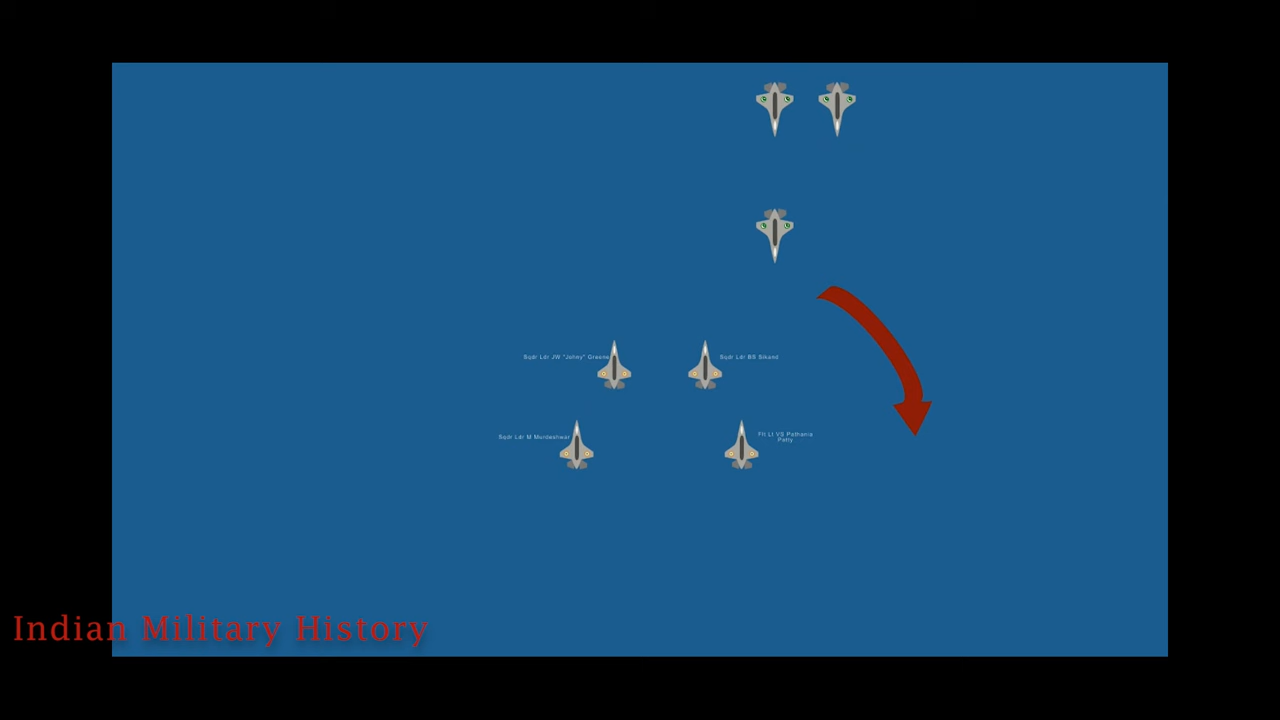 Sqdr Ldr JW "Johny" Greene
Sqdr Ldr BS Sikand
Sqdr Ldr M Murdeshwar
Flt Lt VS Pathania
Patty
Indian Military History